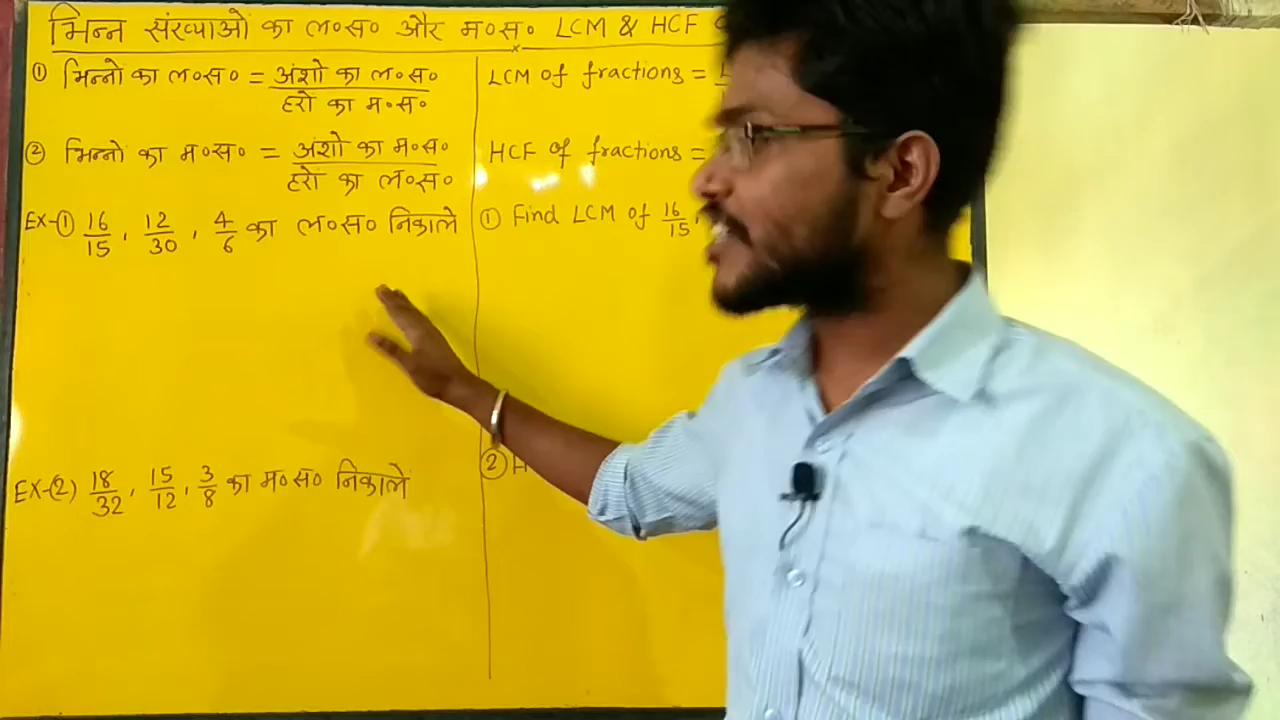 भिन्न संख्याओ का ल॰स॰ और म॰स॰ LCM & HCF
① भिन्नो का ल॰स॰ = अंशो का ल॰स॰
हरो का म॰स॰
② भिन्नो का म॰स॰ = अंशो का म॰स॰
हरो का ल॰स॰
EX-① 16/15, 12/30, 4/6 का ल॰स॰ निकाले
EX-(2) 18/32, 15/12, 3/8 का म॰स॰ निकाले
LCM of fractions =
HCF of fractions =
① Find LCM of 16/15,
② H